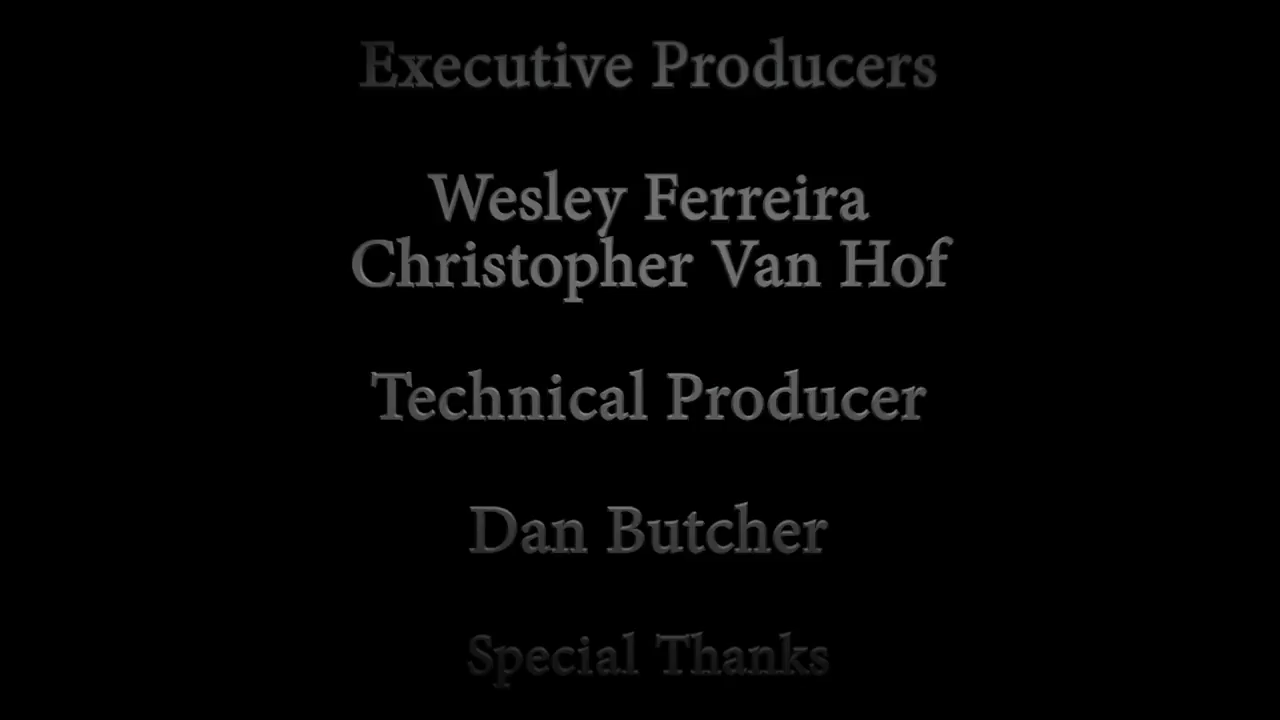 Executive Producers
Wesley Ferreira
Christopher Van Hof
Technical Producer
Dan Butcher
Special Thanks